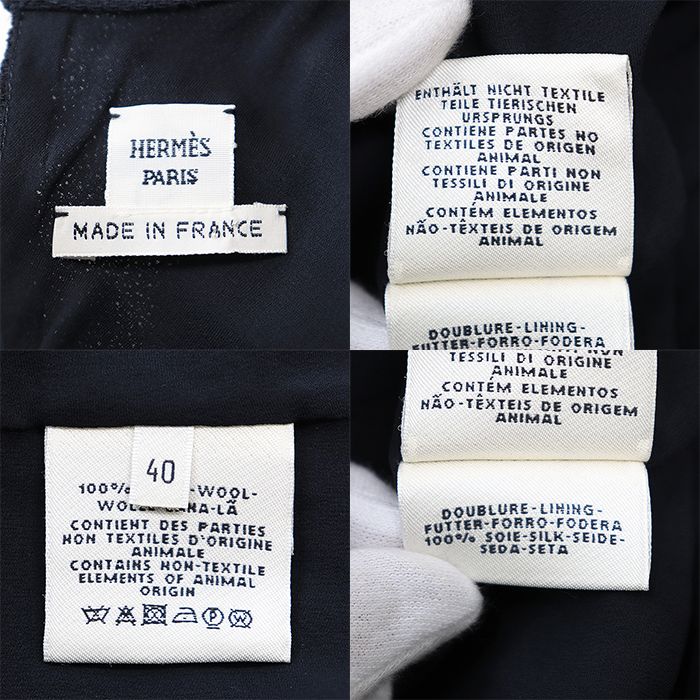 HERMÈS
PARIS
MADE IN FRANCE
ENTHÄLT NICHT TEXTILE
TEILE TIERISCHEN
URSPRUNGS
CONTIENE PARTES NO
TEXTILES DE ORIGEN
ANIMAL
CONTIENE PARTI NON
TESSILI DI ORIGINE
ANIMALE
CONTÉM ELEMENTOS
NÃO-TÊXTEIS DE ORIGEM
ANIMAL
DOUBLURE-LINING-
FUTTER-FORRO-FODERA
40
100% -WOOL-
-LÃ
CONTIENT DES PARTIES
NON TEXTILES D'ORIGINE
ANIMALE
CONTAINS NON-TEXTILE
ELEMENTS OF ANIMAL
ORIGIN
P W
NON
TESSILI DI ORIGINE
ANIMALE
CONTÉM ELEMENTOS
NÃO-TÊXTEIS DE ORIGEM
ANIMAL
DOUBLURE-LINING-
FUTTER-FORRO-FODERA
100% SOIE-SILK-SEIDE-
SEDA-SETA